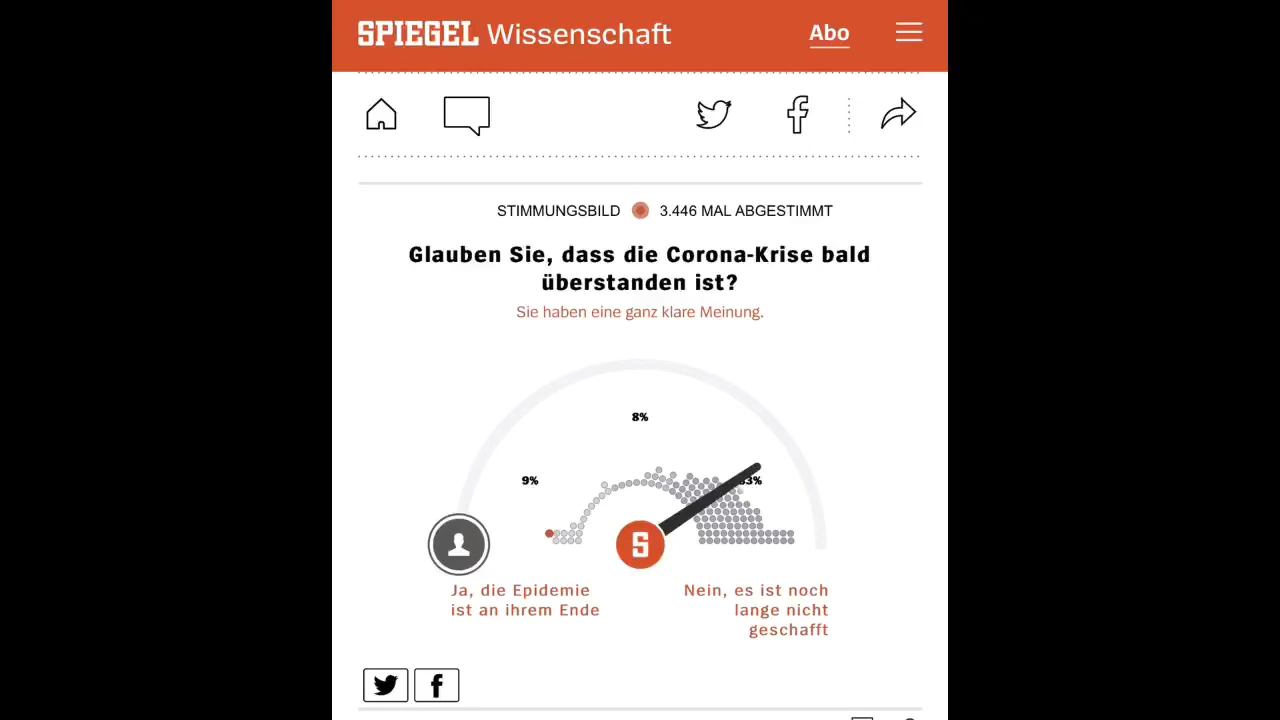 SPIEGEL Wissenschaft
Abo
STIMMUNGSBILD 3.446 MAL ABGESTIMMT
Glauben Sie, dass die Corona-Krise bald
überstanden ist?
Sie haben eine ganz klare Meinung.
8%
9%
S
Ja, die Epidemie
ist an ihrem Ende
Nein, es ist noch
lange nicht
geschafft